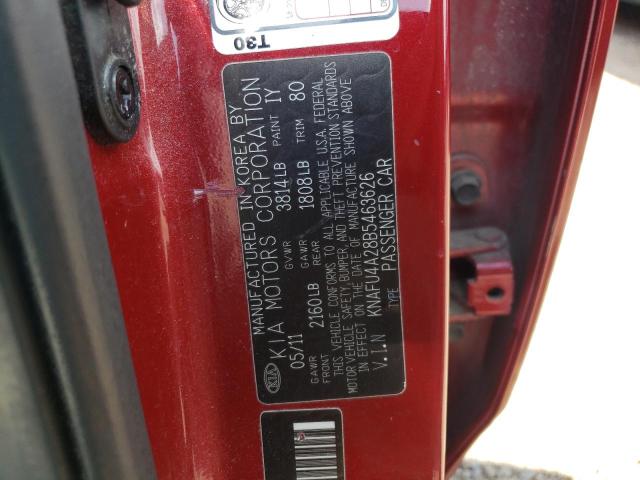 T30
MANUFACTURED IN KOREA BY
KIA MOTORS CORPORATION
05/11 GVWR 3814LB PAINT IY
GAWR FRONT 2160LB GAWR REAR 1808LB TRIM 80
THIS VEHICLE CONFORMS TO ALL APPLICABLE U.S.A. FEDERAL
MOTOR VEHICLE SAFETY, BUMPER, AND THEFT PREVENTION STANDARDS
IN EFFECT ON THE DATE OF MANUFACTURE SHOWN ABOVE
V.I.N KNAFU4A28B5463626
TYPE PASSENGER CAR
KIA